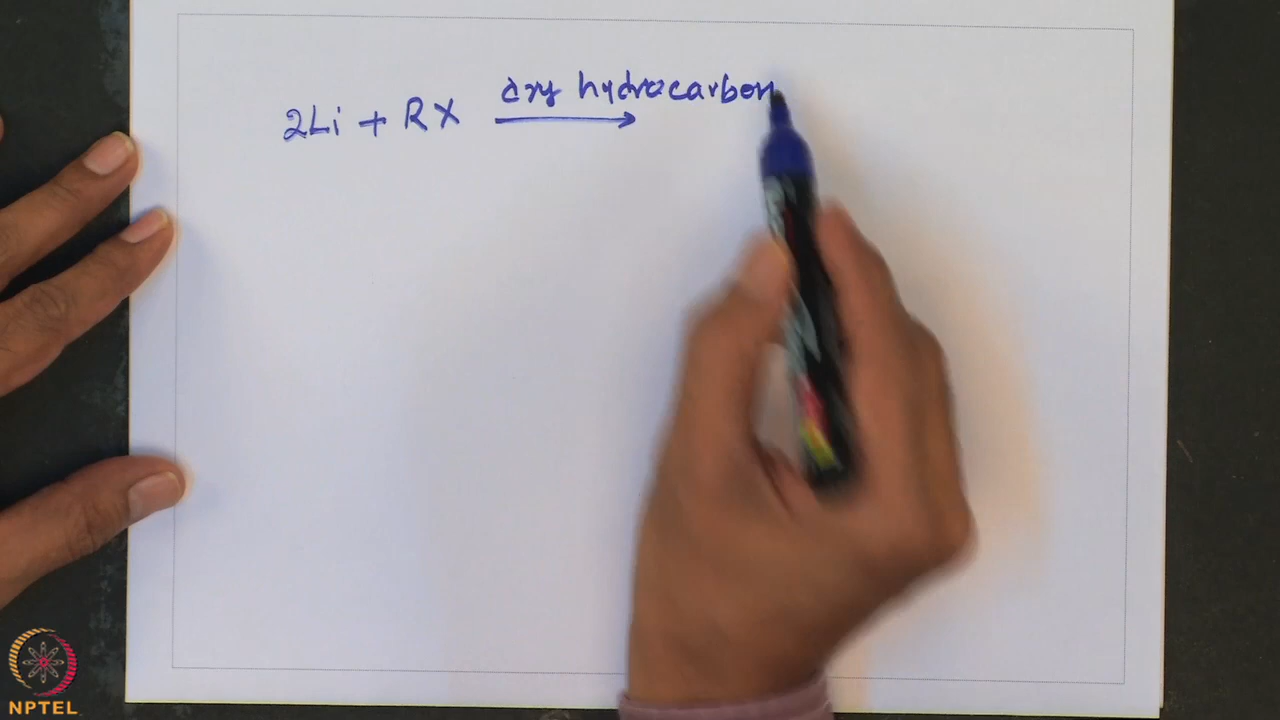 dry hydrocarbon
2Li + RX ⟶
NPTEL